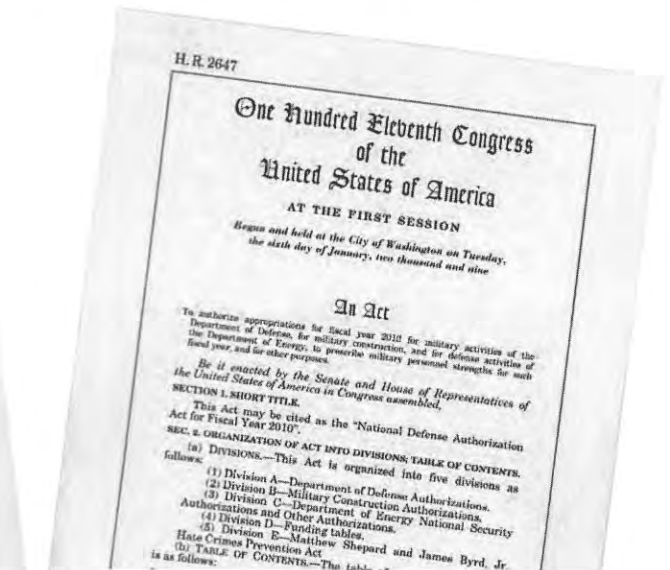 H. R. 2647
One Hundred Eleventh Congress
of the
United States of America
AT THE FIRST SESSION
Begun and held at the City of Washington on Tuesday,
the sixth day of January, two thousand and nine
An Act
To authorize appropriations for fiscal year 2010 for military activities of the
Department of Defense, for military construction, and for defense activities of
the Department of Energy, to prescribe military personnel strengths for such
fiscal year, and for other purposes.
Be it enacted by the Senate and House of Representatives of
the United States of America in Congress assembled,
SECTION 1. SHORT TITLE.
This Act may be cited as the “National Defense Authorization
Act for Fiscal Year 2010”.
SEC. 2. ORGANIZATION OF ACT INTO DIVISIONS; TABLE OF CONTENTS.
(a) DIVISIONS.—This Act is organized into five divisions as
follows:
(1) Division A—Department of Defense Authorizations.
(2) Division B—Military Construction Authorizations.
(3) Division C—Department of Energy National Security
Authorizations and Other Authorizations.
(4) Division D—Funding tables.
(5) Division E—Matthew Shepard and James Byrd, Jr.
Hate Crimes Prevention Act
(b) TABLE OF CONTENTS.—The table of
is as follows: